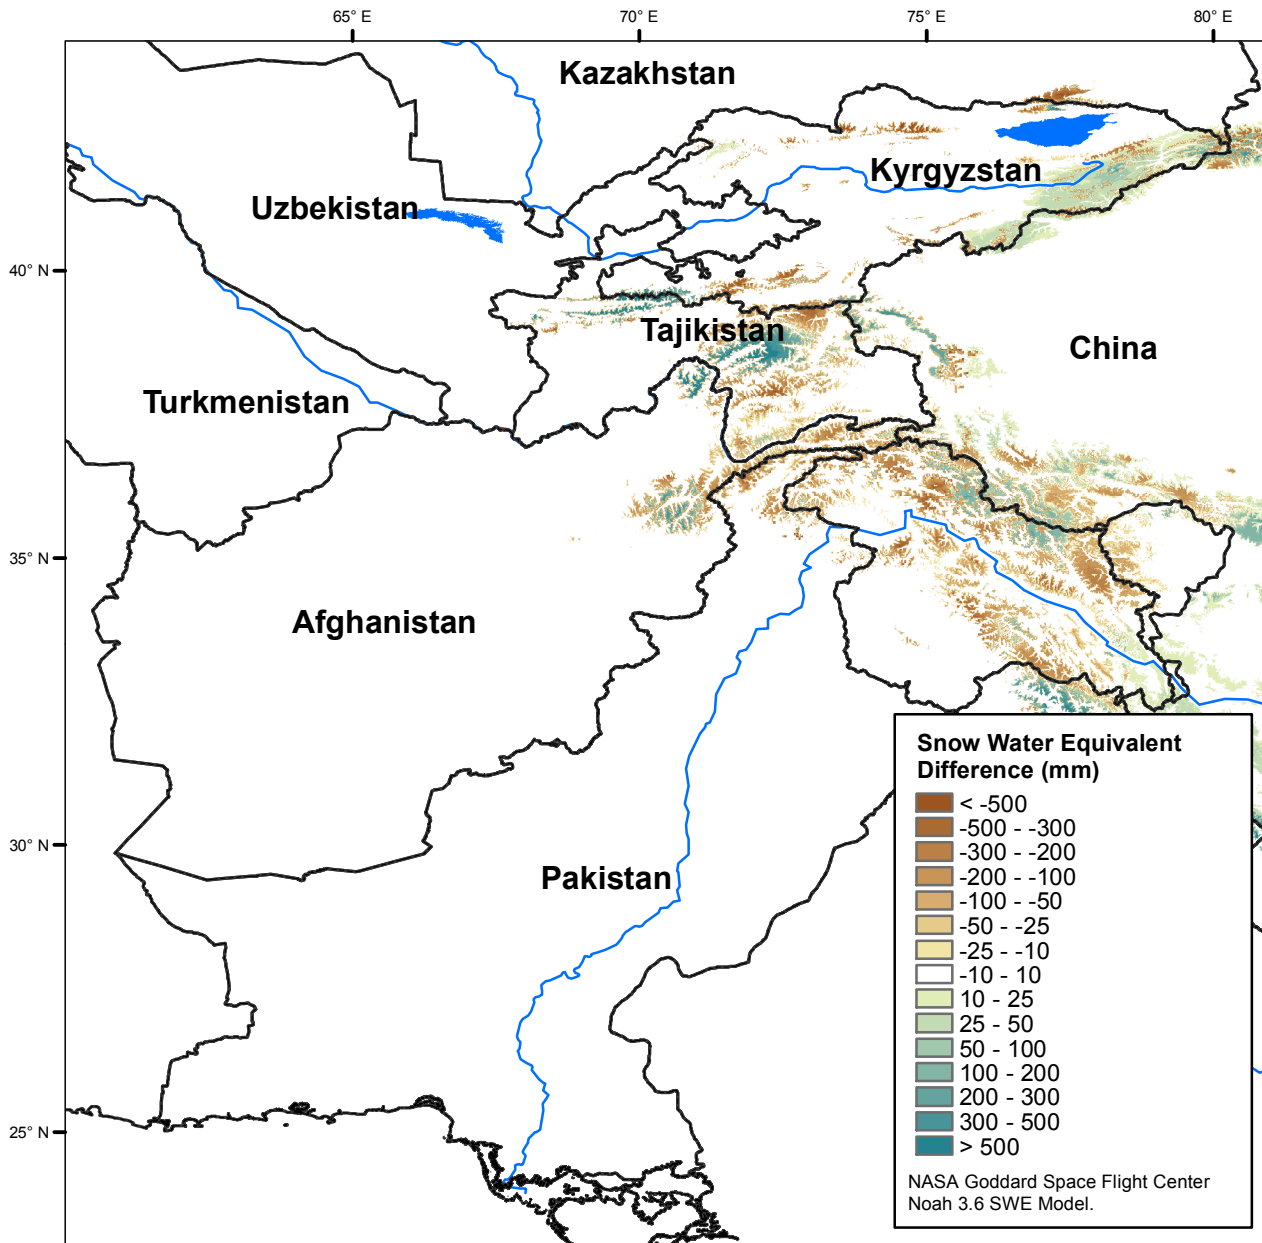 65° E
70° E
75° E
80° E
Kazakhstan
Kyrgyzstan
Uzbekistan
40° N
Tajikistan
China
Turkmenistan
35° N
Afghanistan
Snow Water Equivalent
Difference (mm)
< -500
-500 - -300
-300 - -200
-200 - -100
-100 - -50
-50 - -25
-25 - -10
-10 - 10
10 - 25
25 - 50
50 - 100
100 - 200
200 - 300
300 - 500
> 500
NASA Goddard Space Flight Center
Noah 3.6 SWE Model.
30° N
Pakistan
25° N